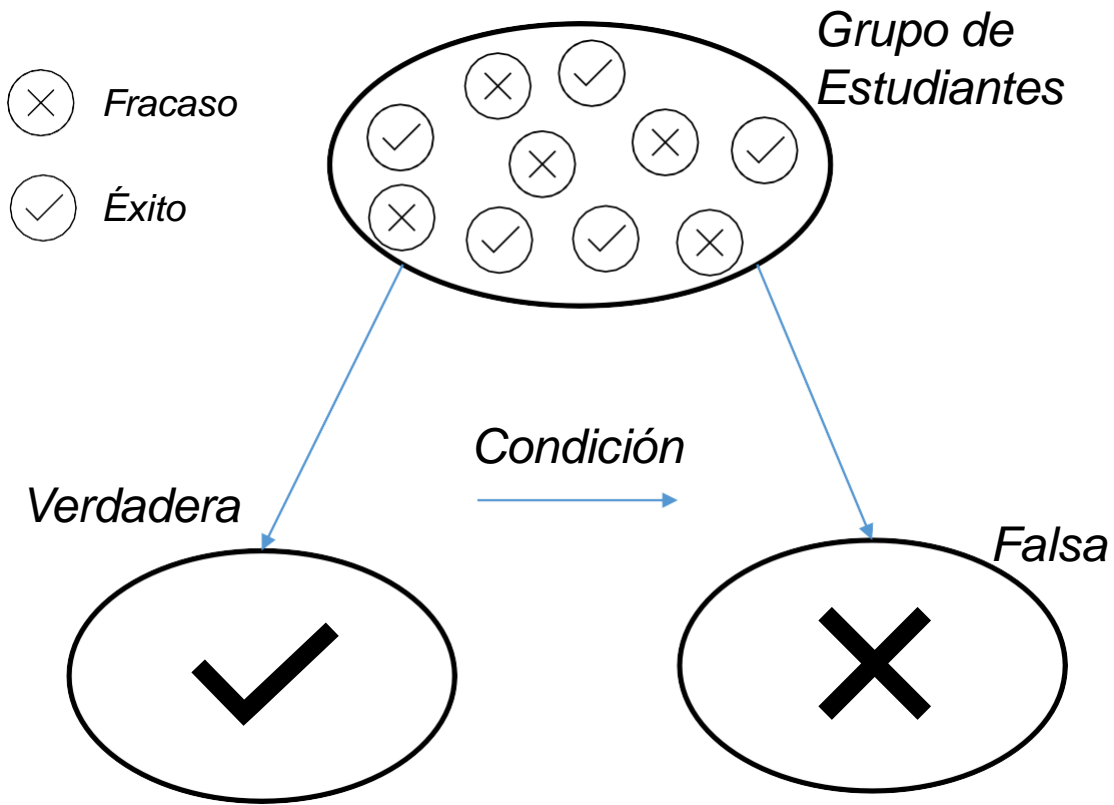 Grupo de
Estudiantes
Fracaso
Éxito
Condición
Verdadera
Falsa